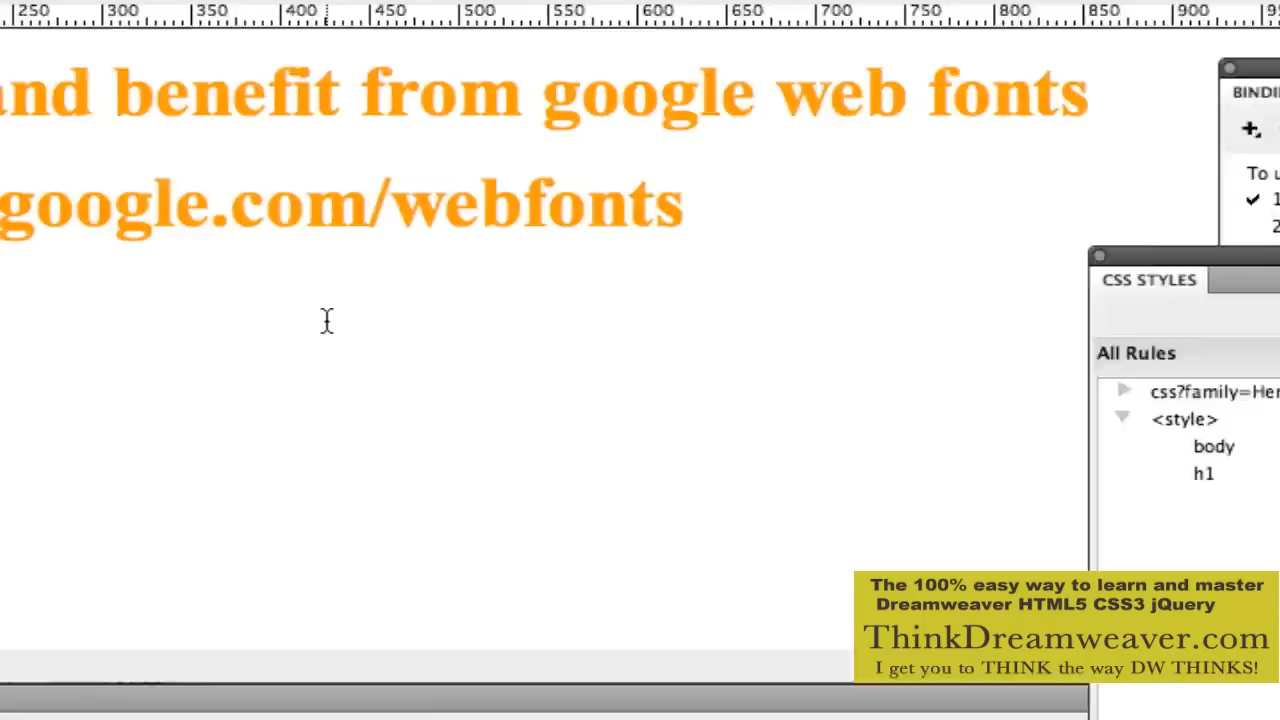 250 300 350 400 450 500 550 600 650 700 750 800 850 900
and benefit from google web fonts
google.com/webfonts
To u
1
2
CSS STYLES
All Rules
css?family=Her
<style>
body
h1
The 100% easy way to learn and master
Dreamweaver HTML5 CSS3 jQuery
ThinkDreamweaver.com
I get you to THINK the way DW THINKS!